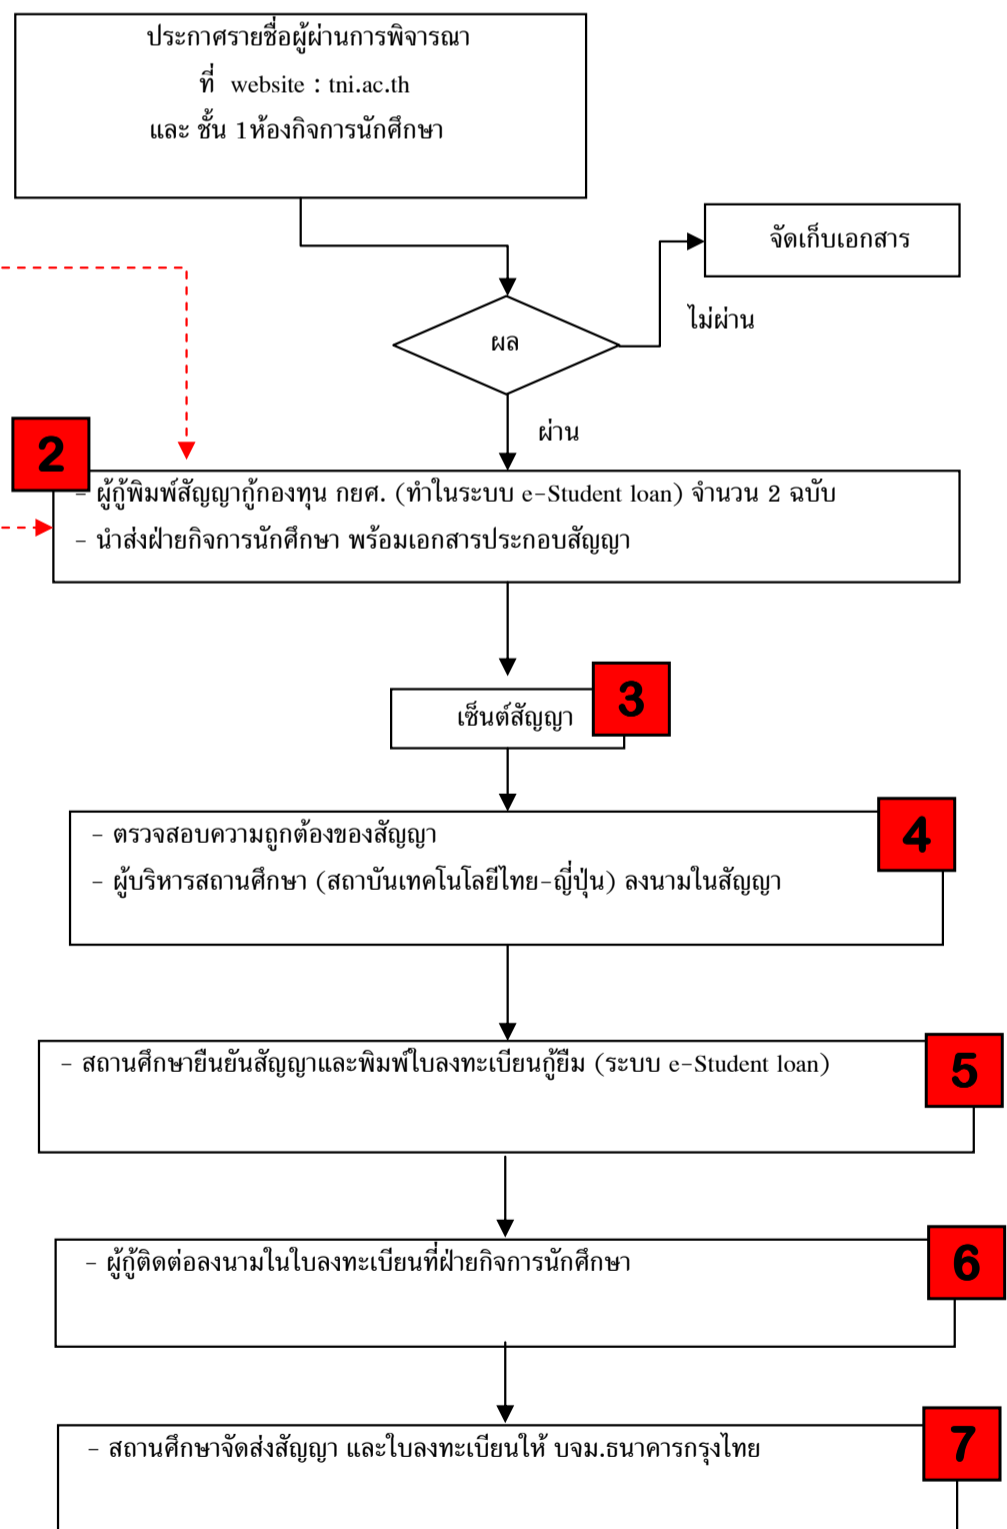 ประกาศรายชื่อผู้ผ่านการพิจารณา
ที่ website : tni.ac.th
และ ชั้น 1ห้องกิจการนักศึกษา
จัดเก็บเอกสาร
ไม่ผ่าน
ผล
ผ่าน
2
- ผู้กู้พิมพ์สัญญากู้กองทุน กยศ. (ทำในระบบ e-Student loan) จำนวน 2 ฉบับ
- นำส่งฝ่ายกิจการนักศึกษา พร้อมเอกสารประกอบสัญญา
3
เซ็นต์สัญญา
4
- ตรวจสอบความถูกต้องของสัญญา
- ผู้บริหารสถานศึกษา (สถาบันเทคโนโลยีไทย-ญี่ปุ่น) ลงนามในสัญญา
5
- สถานศึกษายืนยันสัญญาและพิมพ์ใบลงทะเบียนกู้ยืม (ระบบ e-Student loan)
6
- ผู้กู้ติดต่อลงนามในใบลงทะเบียนที่ฝ่ายกิจการนักศึกษา
7
- สถานศึกษาจัดส่งสัญญา และใบลงทะเบียนให้ บจม.ธนาคารกรุงไทย